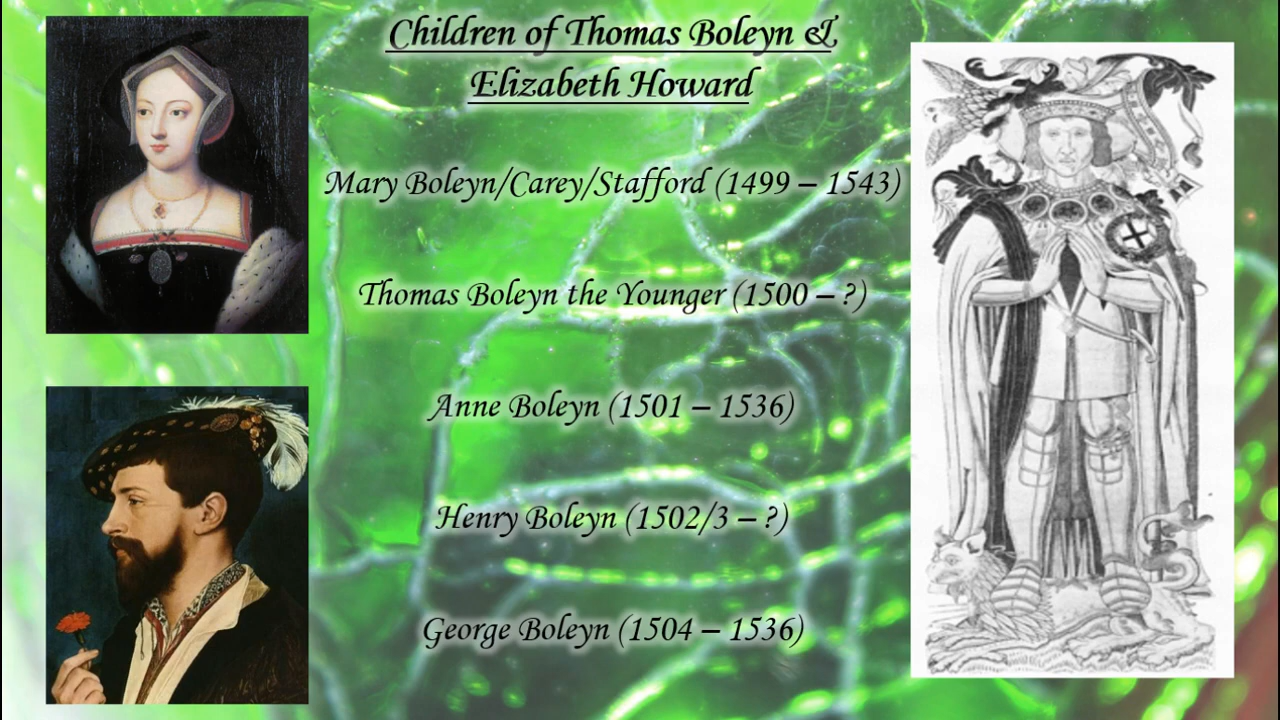 Children of Thomas Boleyn &
Elizabeth Howard
Mary Boleyn/Carey/Stafford (1499 – 1543)
Thomas Boleyn the Younger (1500 – ?)
Anne Boleyn (1501 – 1536)
Henry Boleyn (1502/3 – ?)
George Boleyn (1504 – 1536)